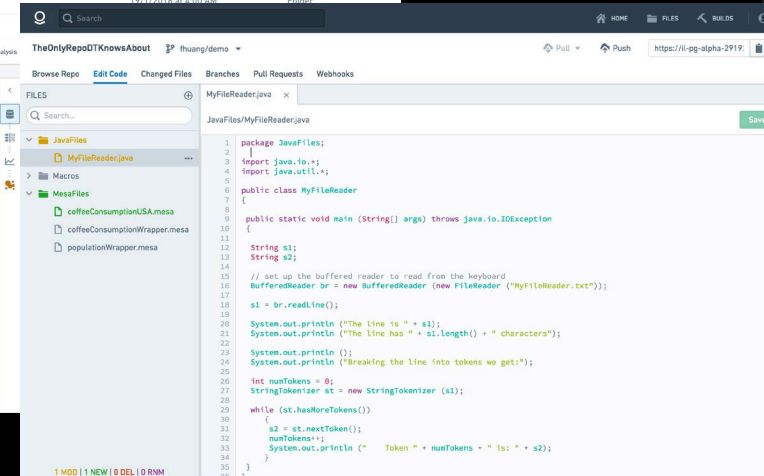 Folder
Search
HOME
FILES
BUILDS
alysis
TheOnlyRepoDTKnowsAbout
fhuang/demo
Pull
Push
https://il-pg-alpha-2919:
Browse Repo
Edit Code
Changed Files
Branches
Pull Requests
Webhooks
FILES
Search...
JavaFiles
MyFileReader.java
Macros
MesaFiles
coffeeConsumptionUSA.mesa
coffeeConsumptionWrapper.mesa
populationWrapper.mesa
1 MOD | 1 NEW | 0 DEL | 0 RNM
MyFileReader.java ×
JavaFiles/MyFileReader.java
Save
1 package JavaFiles;
2
3 import java.io.*;
4 import java.util.*;
5
6 public class MyFileReader
7 {
8
9 public static void main (String[] args) throws java.io.IOException
10 {
11
12 String s1;
13 String s2;
14
15 // set up the buffered reader to read from the keyboard
16 BufferedReader br = new BufferedReader (new FileReader ("MyFileReader.txt"));
17
18 s1 = br.readLine();
19
20 System.out.println ("The line is " + s1);
21 System.out.println ("The line has " + s1.length() + " characters");
22
23 System.out.println ();
24 System.out.println ("Breaking the line into tokens we get:");
25
26 int numTokens = 0;
27 StringTokenizer st = new StringTokenizer (s1);
28
29 while (st.hasMoreTokens())
30 {
31 s2 = st.nextToken();
32 numTokens++;
33 System.out.println (" Token " + numTokens + " is: " + s2);
34 }
35 }